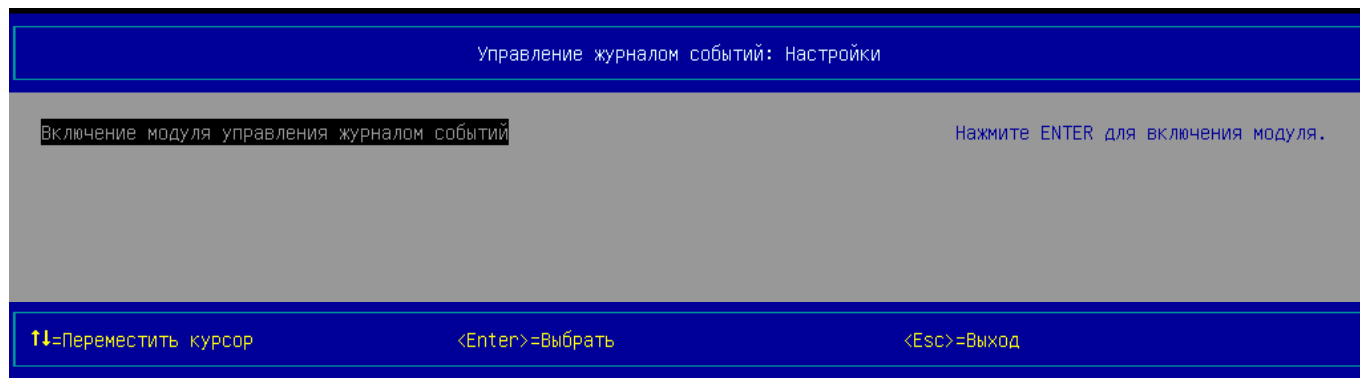 Управление журналом событий: Настройки
Включение модуля управления журналом событий
Нажмите ENTER для включения модуля.
↑↓=Переместить курсор <Enter>=Выбрать <Esc>=Выход